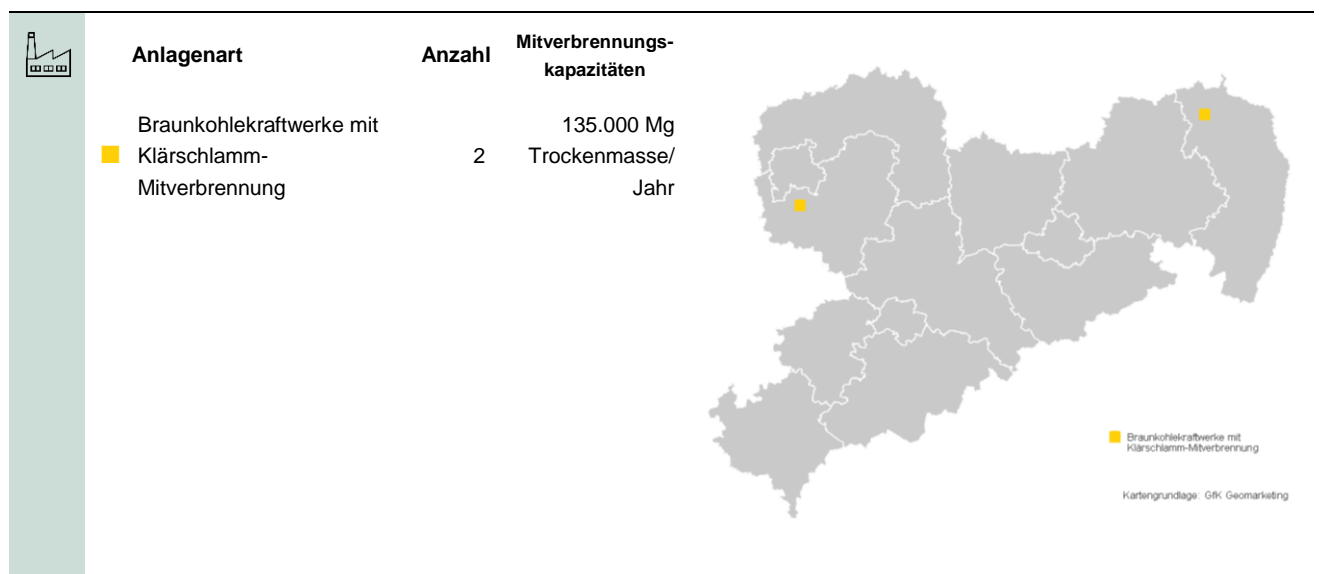 Anlagenart Anzahl Mitverbrennungs-
kapazitäten
Braunkohlekraftwerke mit 135.000 Mg
Klärschlamm- 2 Trockenmasse/
Mitverbrennung Jahr
Braunkohlekraftwerke mit
Klärschlamm-Mitverbrennung
Kartengrundlage: GfK Geomarketing